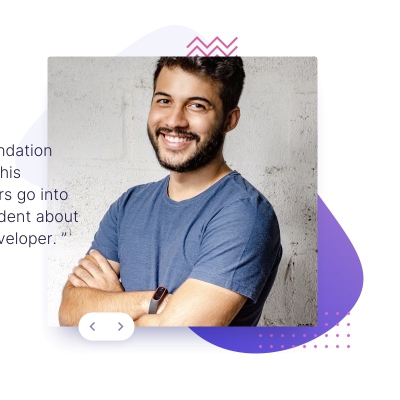 ndation
his
rs go into
dent about
veloper. ”